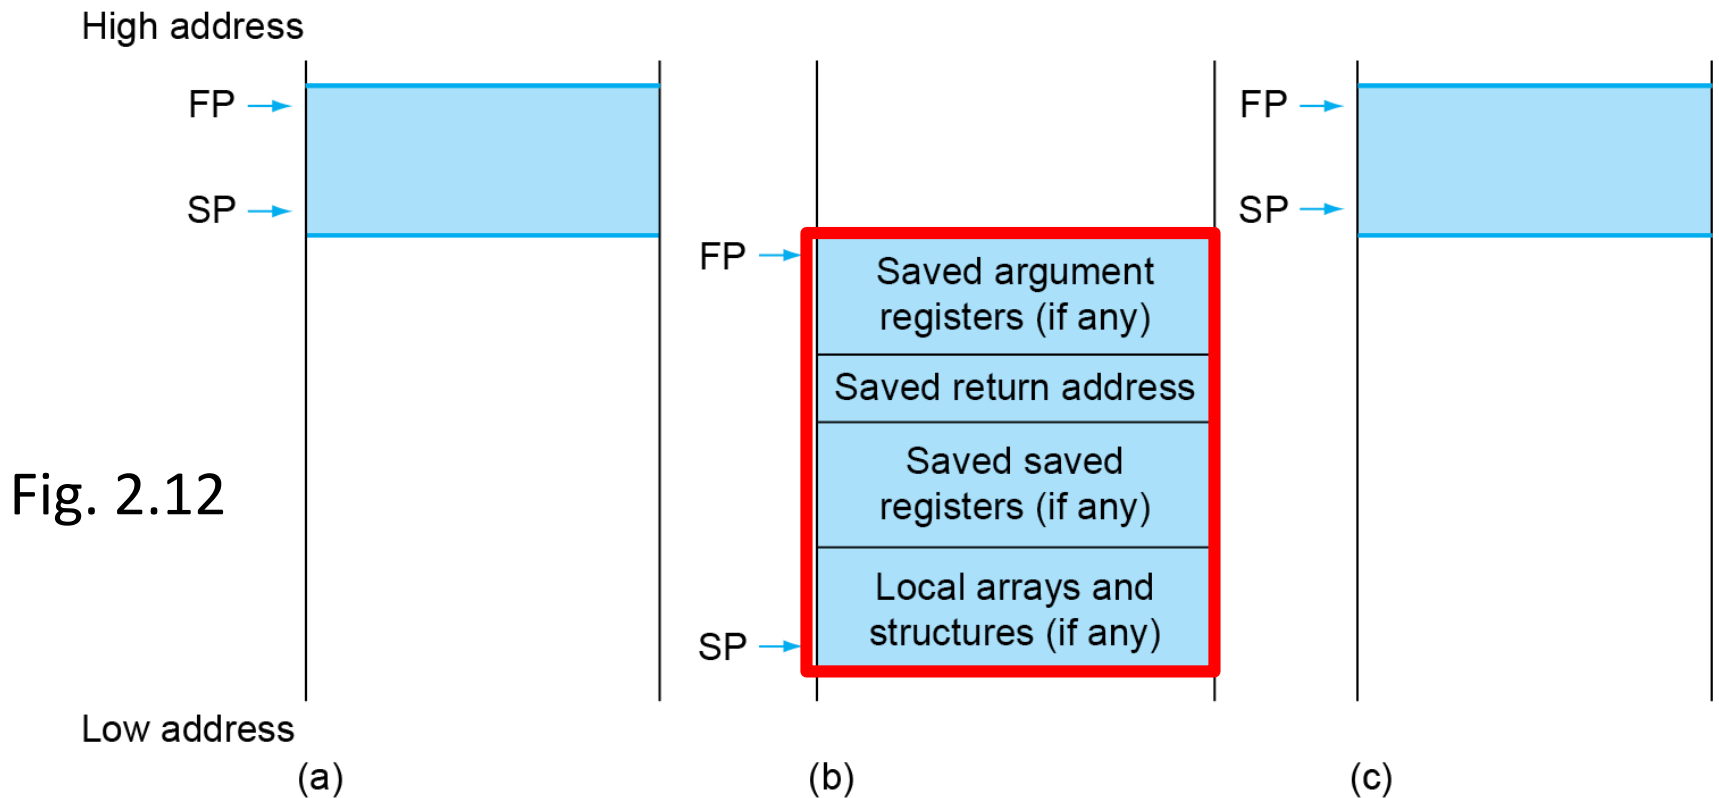 High address
FP
SP
FP
SP
FP
Saved argument
registers (if any)
Saved return address
Saved saved
registers (if any)
Local arrays and
structures (if any)
SP
Fig. 2.12
Low address
(a)
(b)
(c)